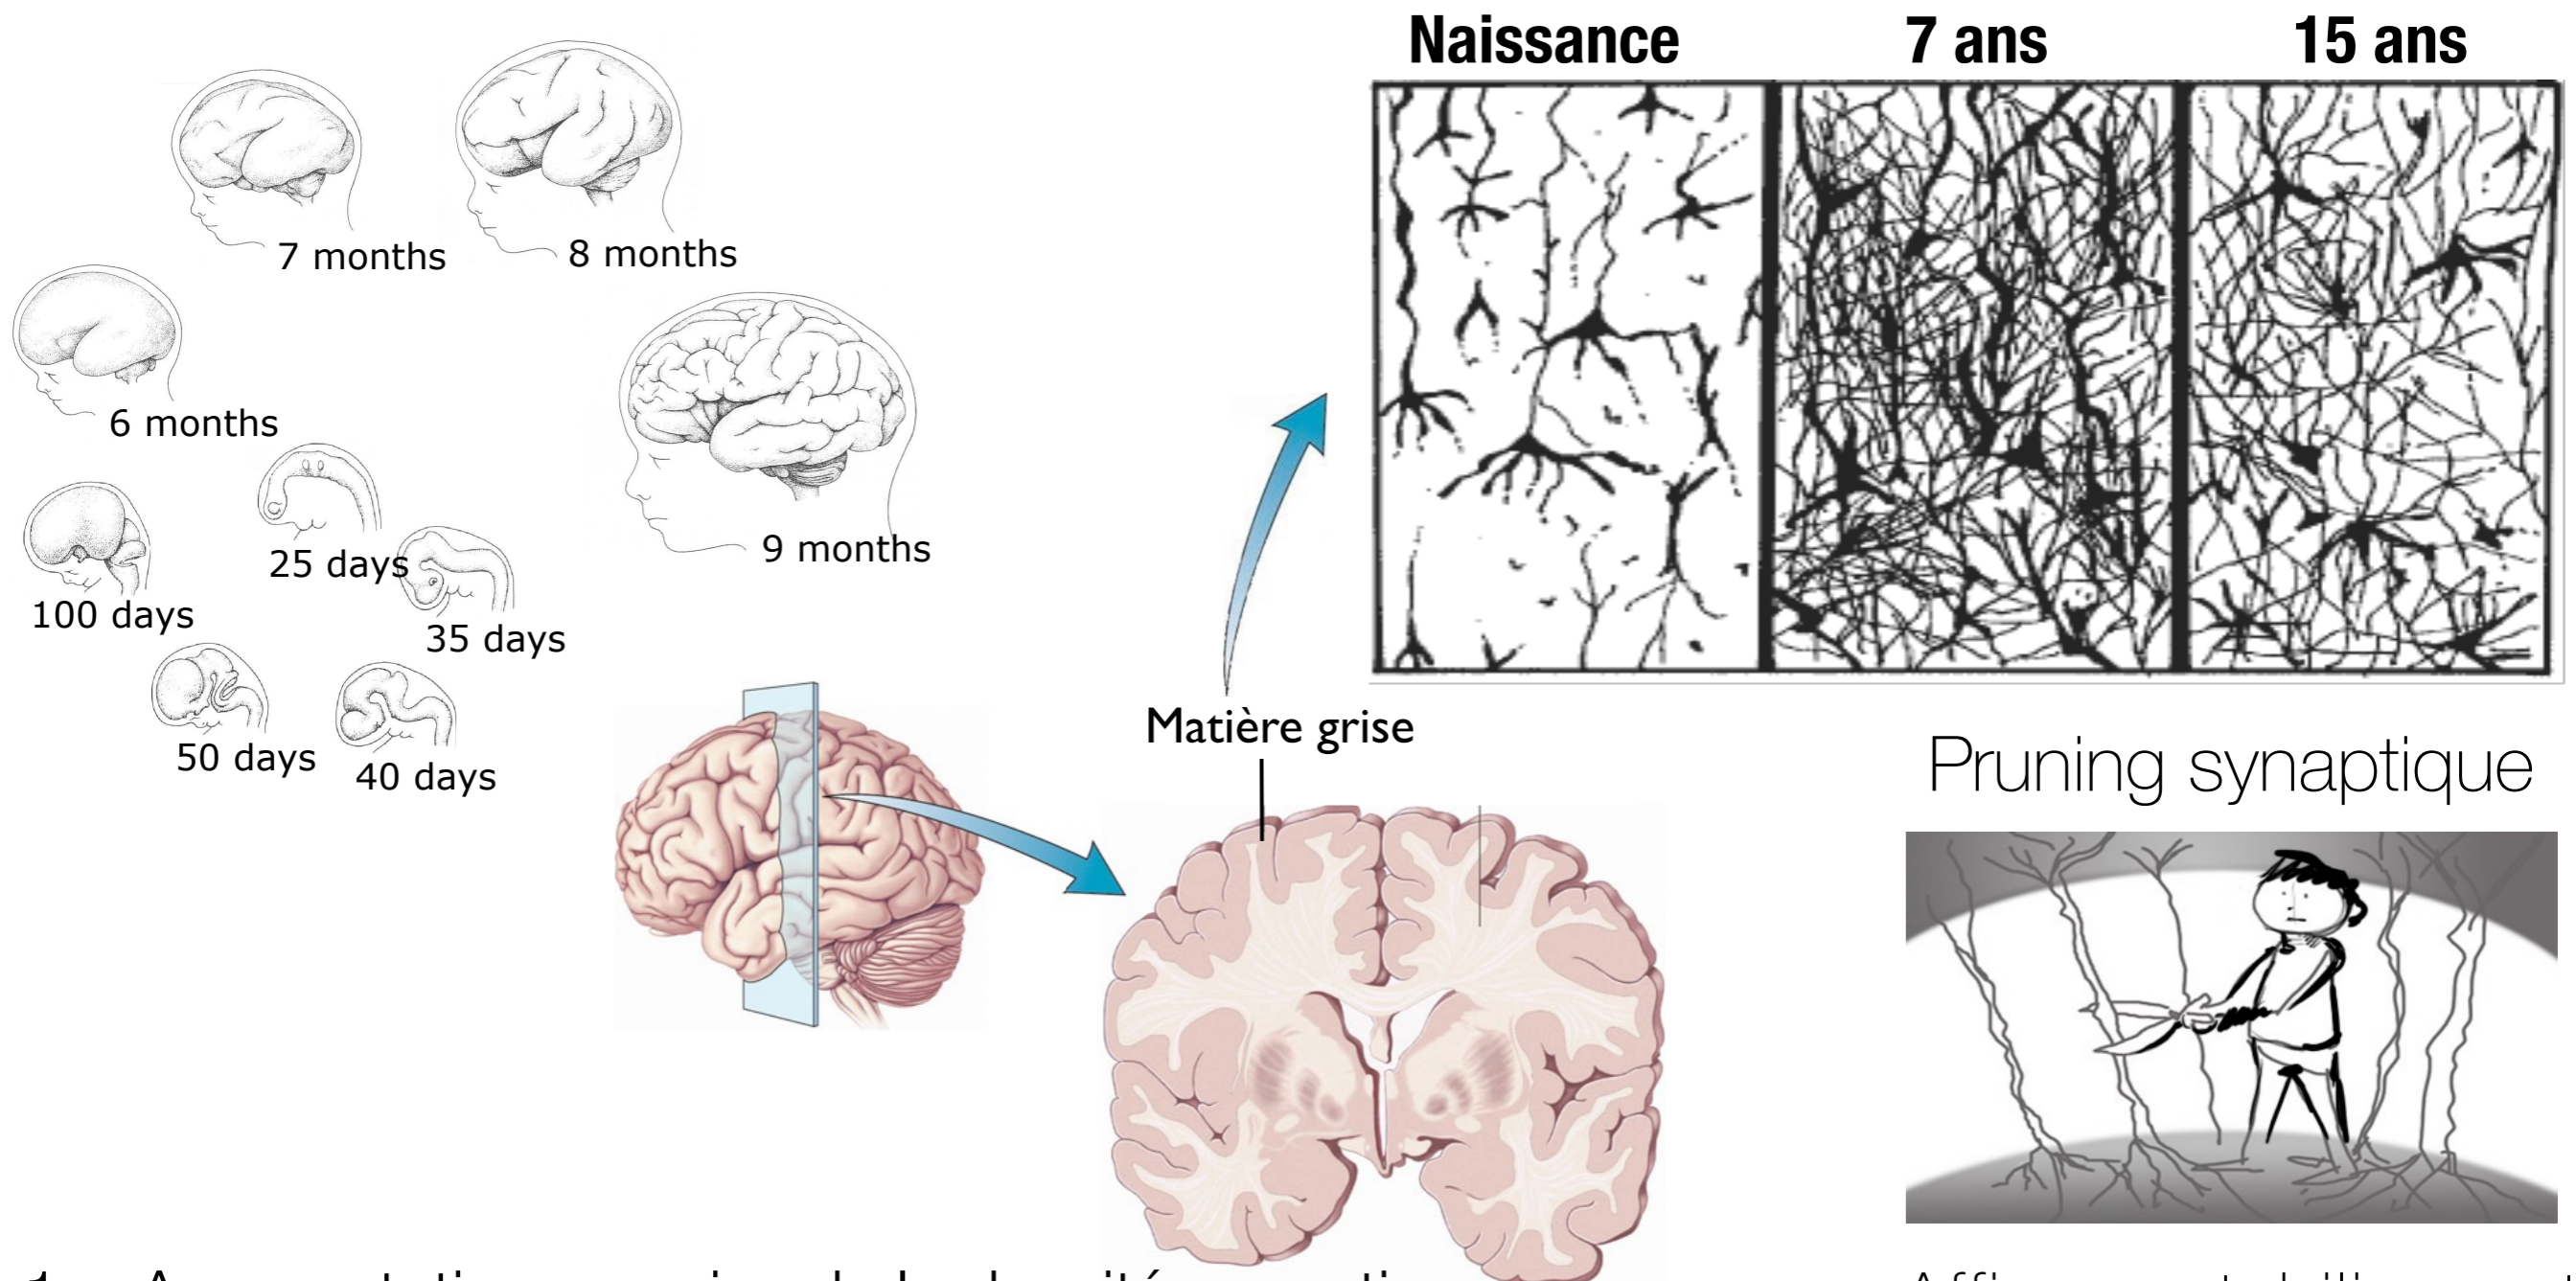 Naissance
7 ans
15 ans
7 months
8 months
6 months
9 months
25 days
100 days
35 days
50 days
40 days
Matière grise
Pruning synaptique
1.